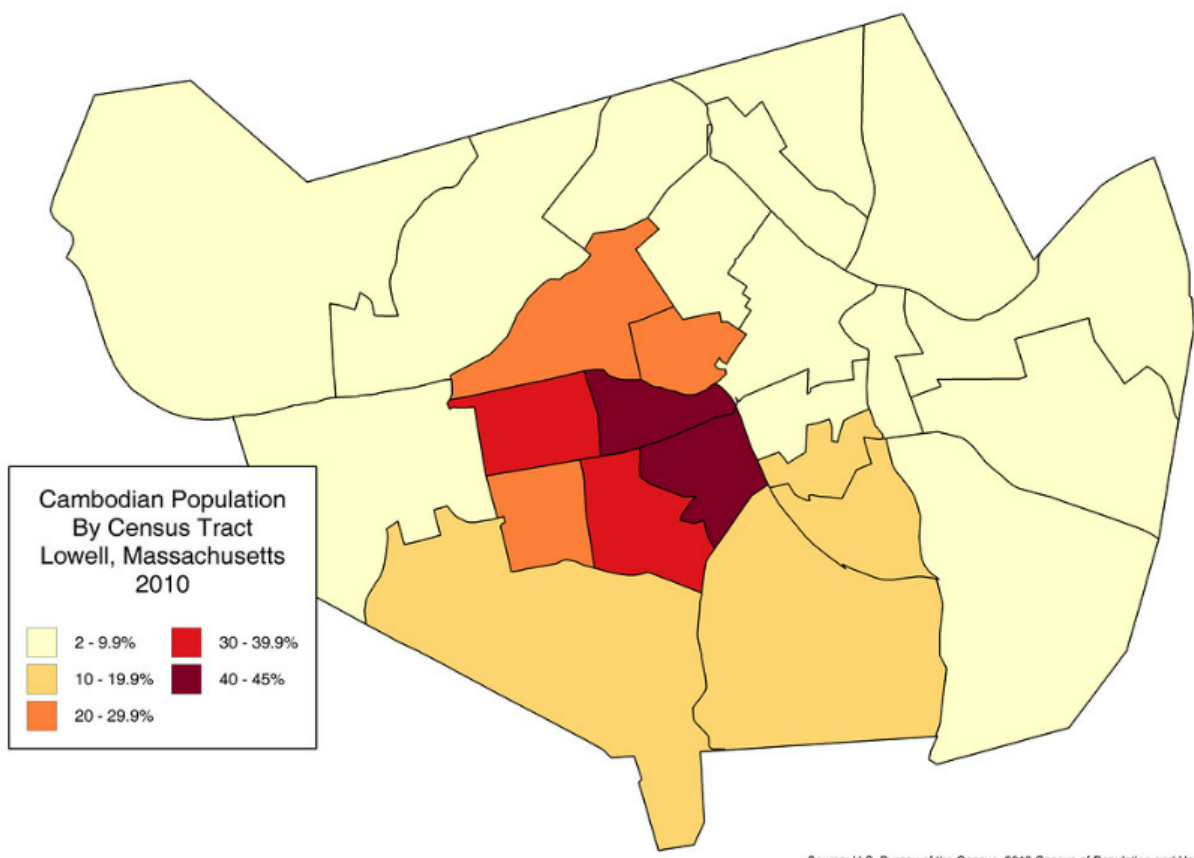 Cambodian Population
By Census Tract
Lowell, Massachusetts
2010
2 - 9.9%
30 - 39.9%
10 - 19.9%
40 - 45%
20 - 29.9%